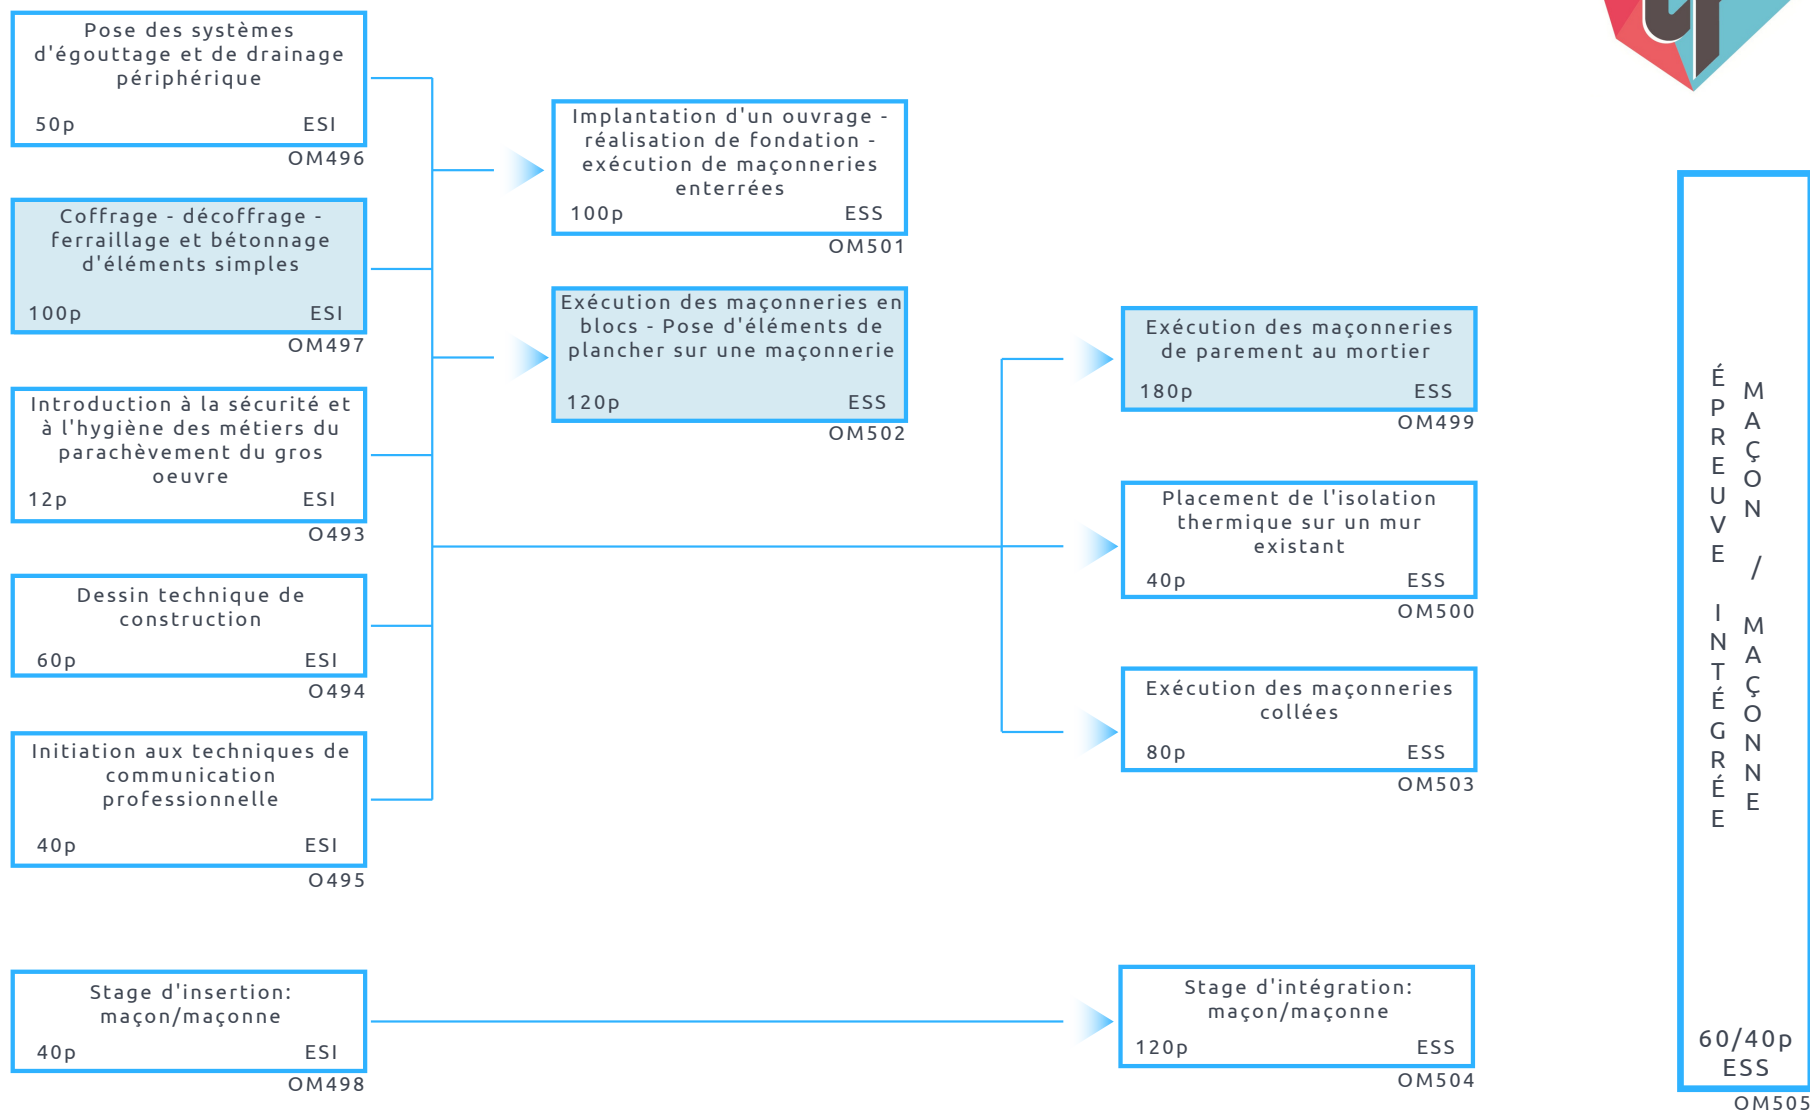 Pose des systèmes
d'égouttage et de drainage
périphérique
50p ESI
OM496
Coffrage - décoffrage -
ferraillage et bétonnage
d'éléments simples
100p ESI
OM497
Introduction à la sécurité et
à l'hygiène des métiers du
parachèvement du gros
oeuvre
12p ESI
O493
Dessin technique de
construction
60p ESI
O494
Initiation aux techniques de
communication
professionnelle
40p ESI
O495
Stage d'insertion:
maçon/maçonne
40p ESI
OM498
Implantation d'un ouvrage -
réalisation de fondation -
exécution de maçonneries
enterrées
100p ESS
OM501
Exécution des maçonneries en
blocs - Pose d'éléments de
plancher sur une maçonnerie
120p ESS
OM502
Exécution des maçonneries
de parement au mortier
180p ESS
OM499
Placement de l'isolation
thermique sur un mur
existant
40p ESS
OM500
Exécution des maçonneries
collées
80p ESS
OM503
Stage d'intégration:
maçon/maçonne
120p ESS
OM504
ÉPREUVE INTÉGRÉE
MAÇON / MAÇONNE
60/40p
ESS
OM505